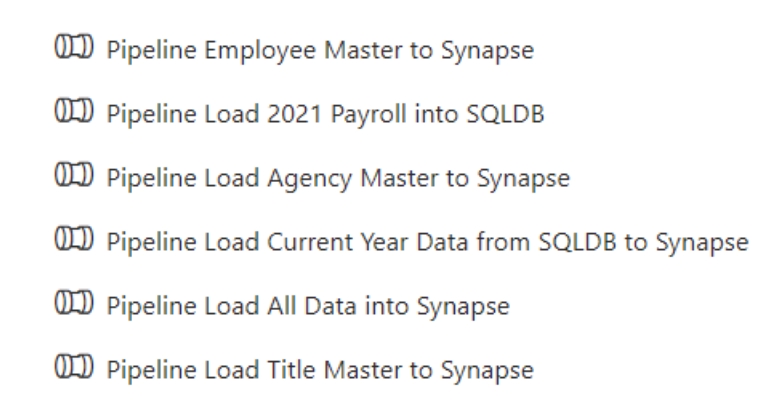 Pipeline Employee Master to Synapse
Pipeline Load 2021 Payroll into SQLDB
Pipeline Load Agency Master to Synapse
Pipeline Load Current Year Data from SQLDB to Synapse
Pipeline Load All Data into Synapse
Pipeline Load Title Master to Synapse